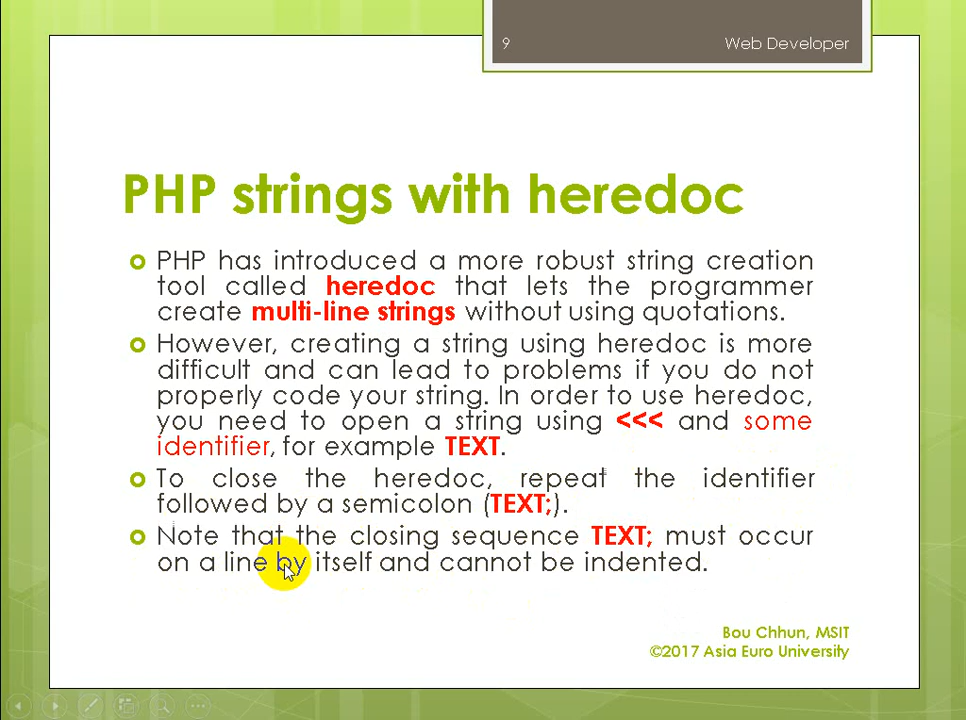 9 Web Developer
PHP strings with heredoc
PHP has introduced a more robust string creation
tool called heredoc that lets the programmer
create multi-line strings without using quotations.
However, creating a string using heredoc is more
difficult and can lead to problems if you do not
properly code your string. In order to use heredoc,
you need to open a string using <<< and some
identifier, for example TEXT.
To close the heredoc, repeat the identifier
followed by a semicolon (TEXT;).
Note that the closing sequence TEXT; must occur
on a line by itself and cannot be indented.
Bou Chhun, MSIT
©2017 Asia Euro University